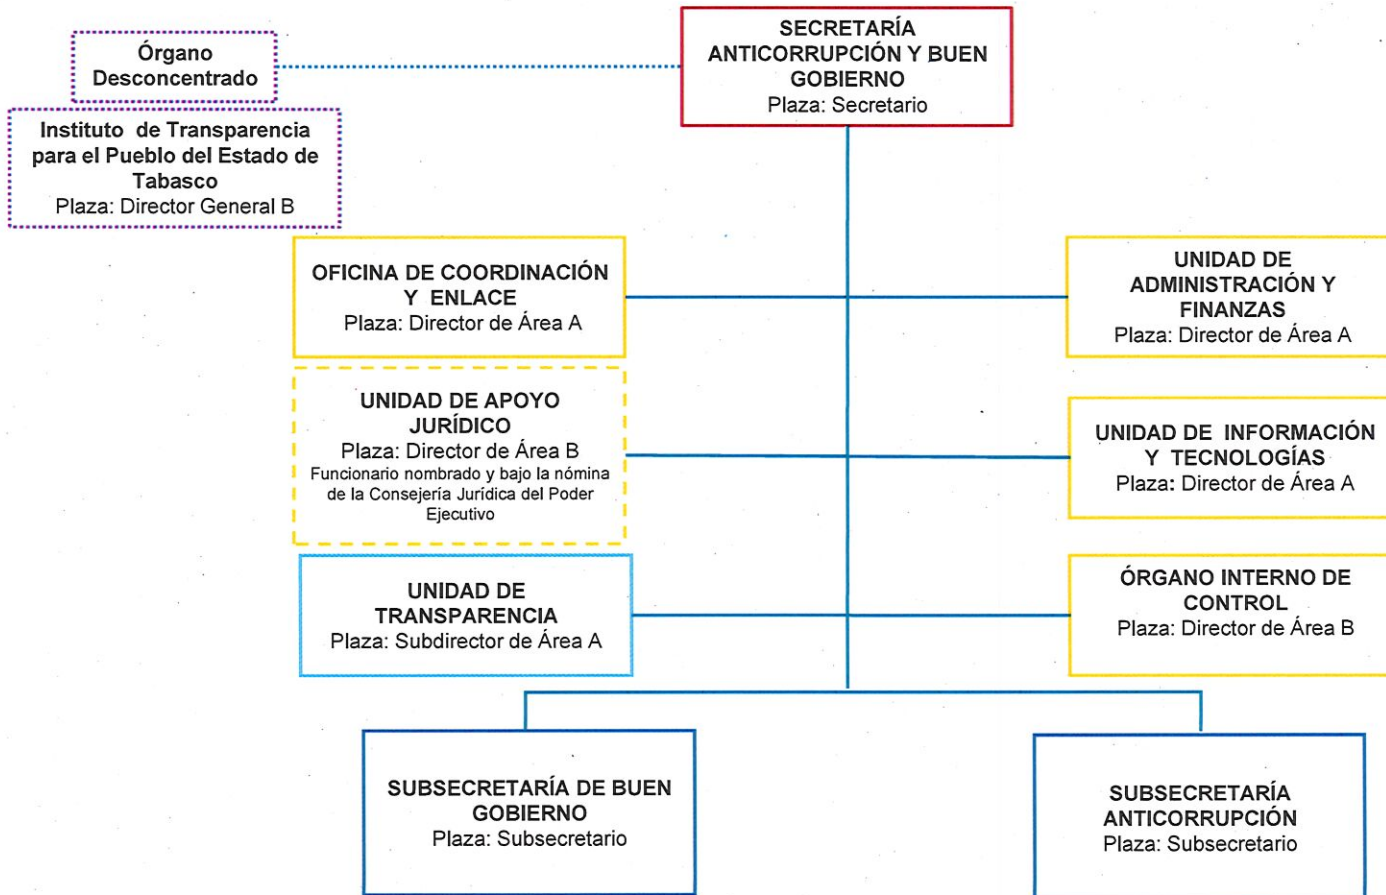 SECRETARÍA
ANTICORRUPCIÓN Y BUEN
GOBIERNO
Plaza: Secretario
Órgano
Desconcentrado
Instituto de Transparencia
para el Pueblo del Estado de
Tabasco
Plaza: Director General B
OFICINA DE COORDINACIÓN
Y ENLACE
Plaza: Director de Área A
UNIDAD DE
ADMINISTRACIÓN Y
FINANZAS
Plaza: Director de Área A
UNIDAD DE APOYO
JURÍDICO
Plaza: Director de Área B
Funcionario nombrado y bajo la nómina
de la Consejería Jurídica del Poder
Ejecutivo
UNIDAD DE INFORMACIÓN
Y TECNOLOGÍAS
Plaza: Director de Área A
UNIDAD DE
TRANSPARENCIA
Plaza: Subdirector de Área A
ÓRGANO INTERNO DE
CONTROL
Plaza: Director de Área B
SUBSECRETARÍA DE BUEN
GOBIERNO
Plaza: Subsecretario
SUBSECRETARÍA
ANTICORRUPCIÓN
Plaza: Subsecretario